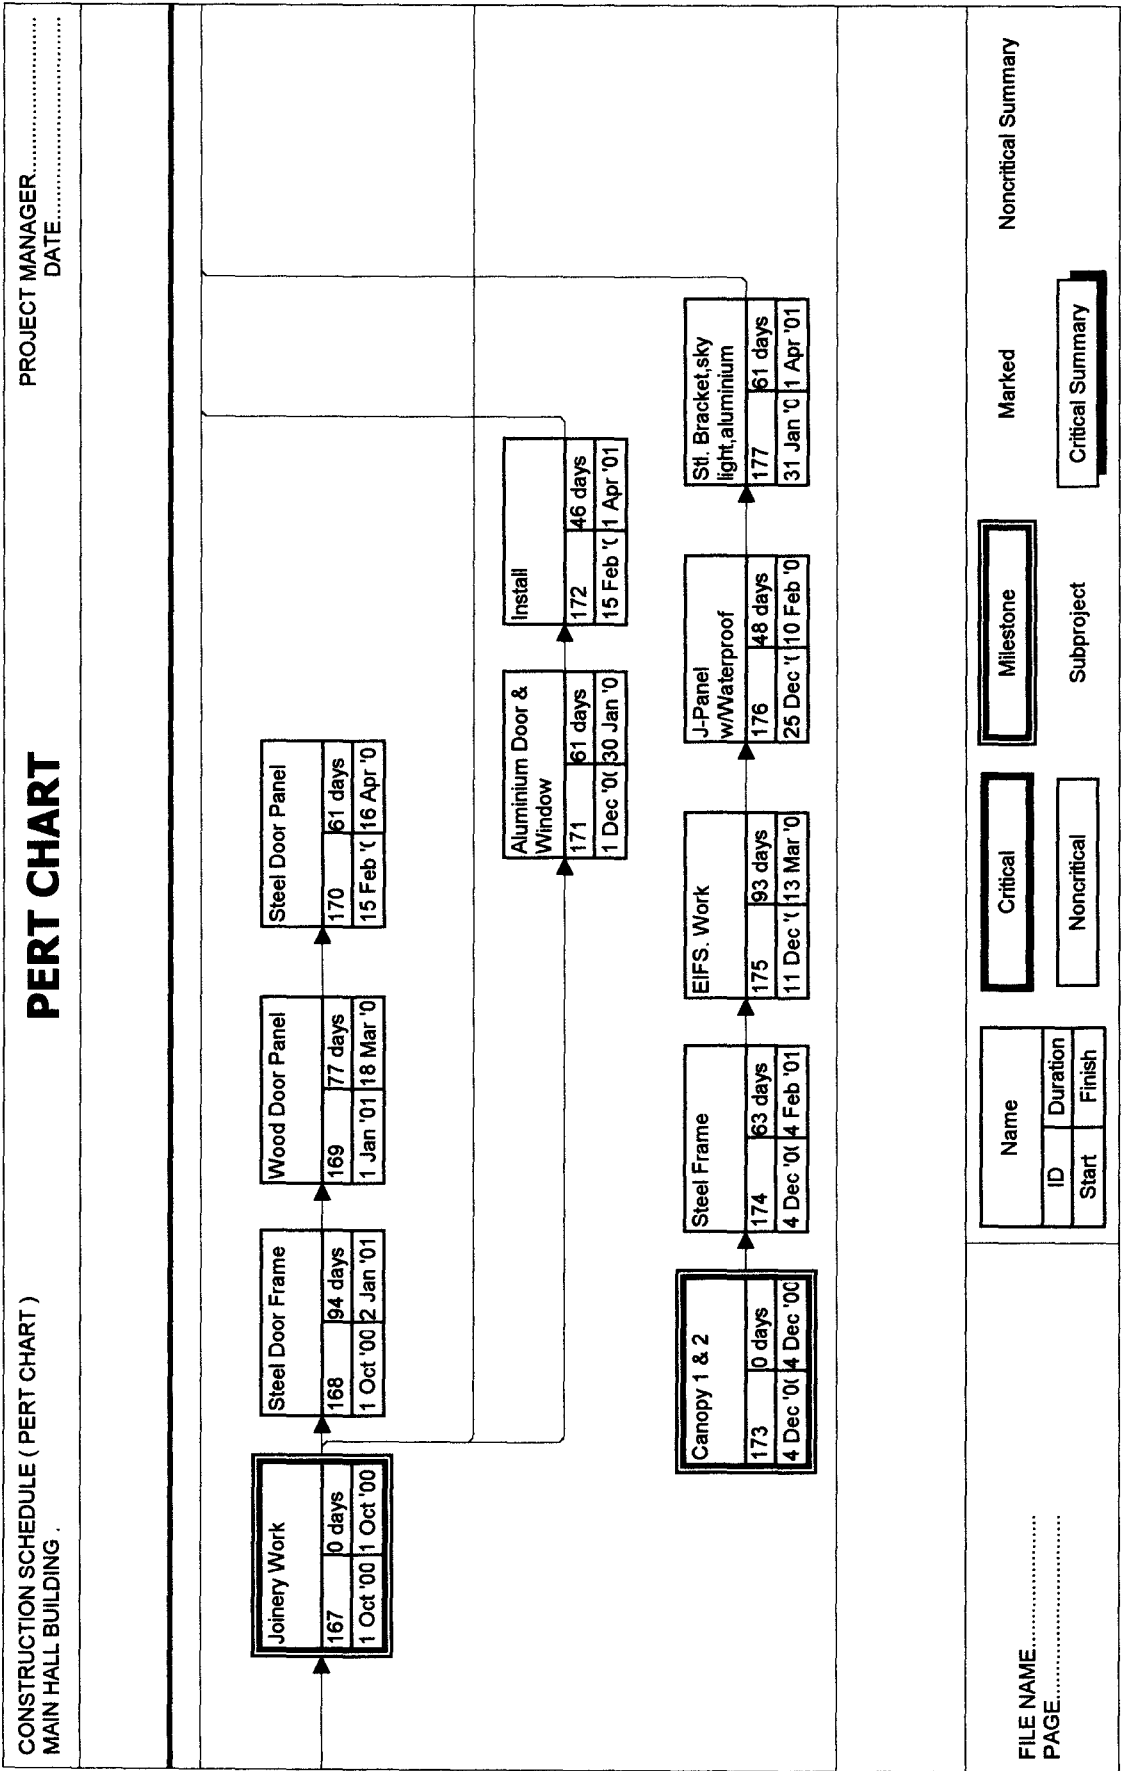 CONSTRUCTION SCHEDULE ( PERT CHART )
MAIN HALL BUILDING .
PERT CHART
PROJECT MANAGER..............................
DATE..............................
Joinery Work
167 0 days
1 Oct '00 1 Oct '00
Steel Door Frame
168 94 days
1 Oct '00 2 Jan '01
Wood Door Panel
169 77 days
1 Jan '01 18 Mar '0
Steel Door Panel
170 61 days
15 Feb '( 16 Apr '0
Aluminium Door &
Window
171 61 days
1 Dec '0( 30 Jan '0
Install
172 46 days
15 Feb '( 1 Apr '01
Canopy 1 & 2
173 0 days
4 Dec '0( 4 Dec '00
Steel Frame
174 63 days
4 Dec '0( 4 Feb '01
EIFS. Work
175 93 days
11 Dec '( 13 Mar '0
J-Panel
w/Waterproof
176 48 days
25 Dec '( 10 Feb '0
Stl. Bracket,sky
light,aluminium
177 61 days
31 Jan '0 1 Apr '01
FILE NAME..............................
PAGE..............................
Name
ID Duration
Start Finish
Critical
Noncritical
Milestone
Subproject
Marked
Critical Summary
Noncritical Summary